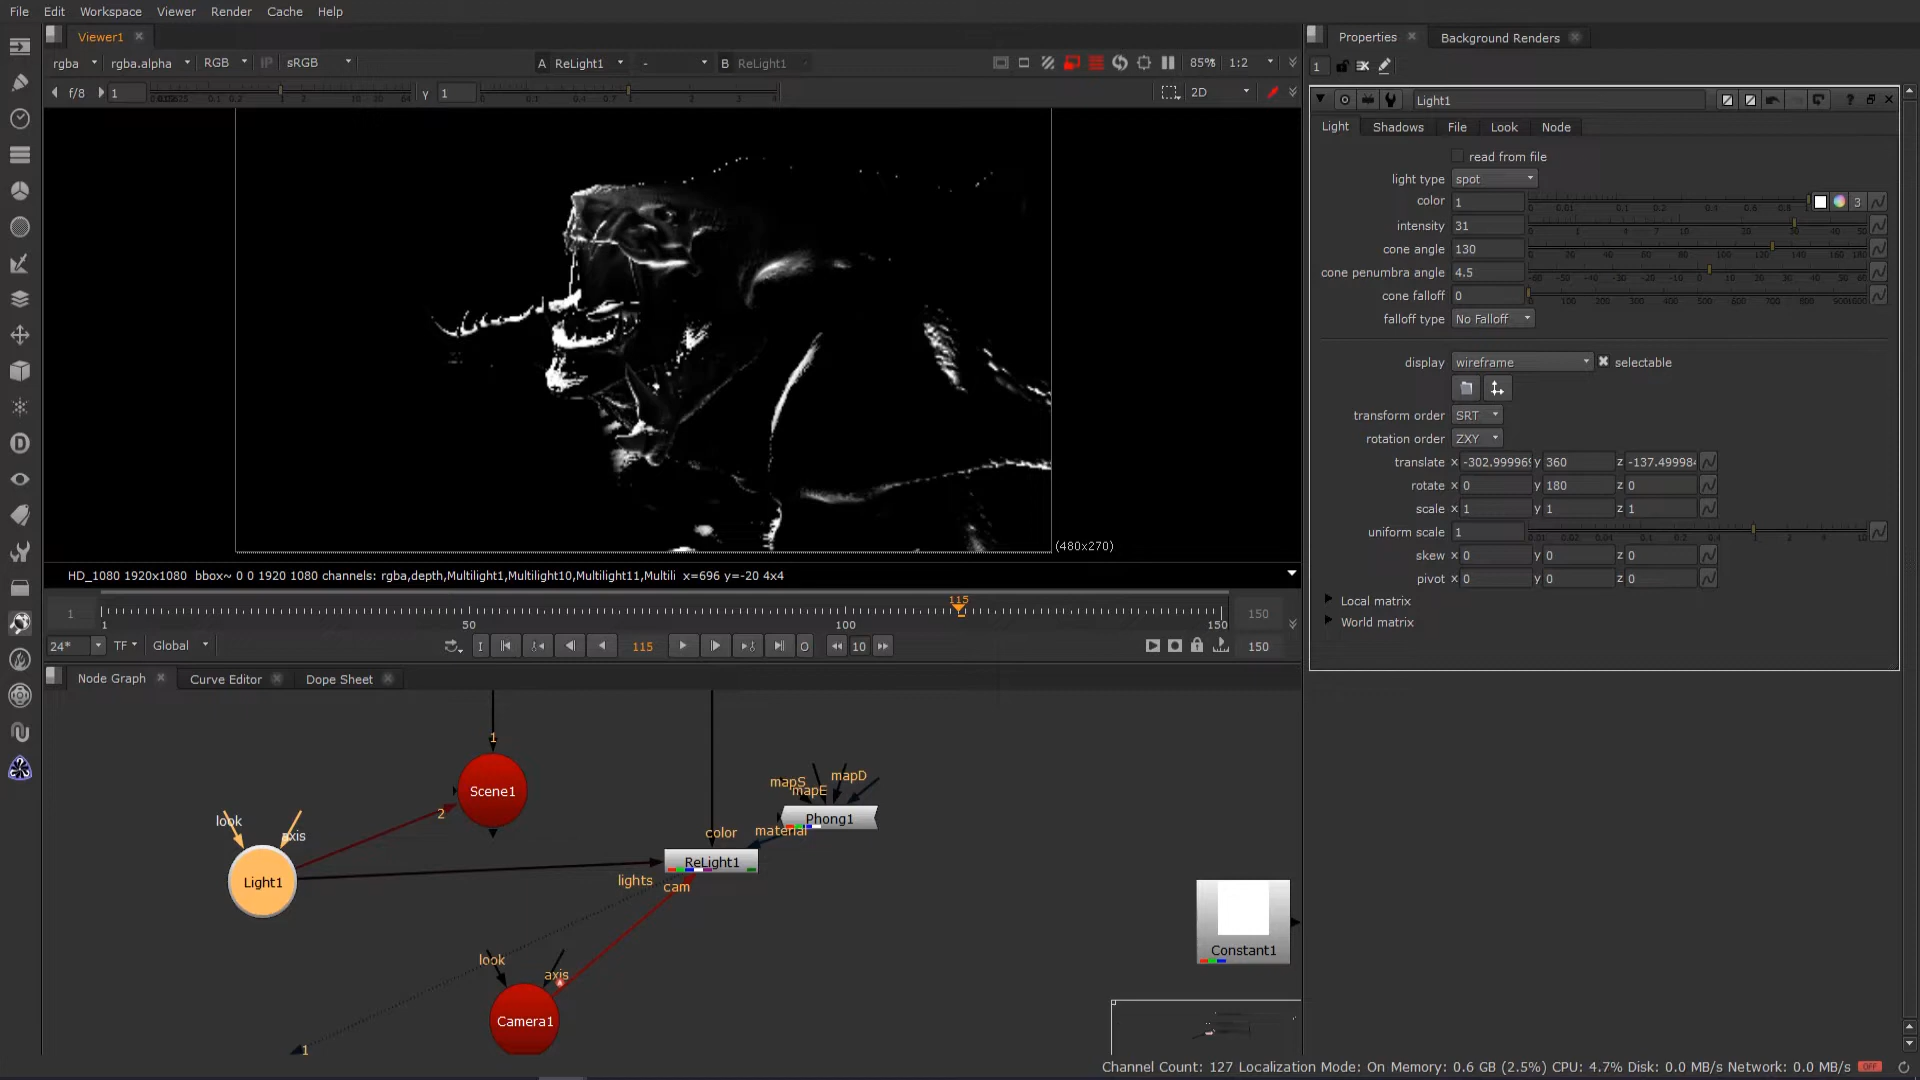 File Edit Workspace Viewer Render Cache Help
Viewer1
rgba rgba.alpha RGB IP sRGB A ReLight1 - B ReLight1 85% 1:2
f/8 1 y 1 2D
(480x270)
HD_1080 1920x1080 bbox~ 0 0 1920 1080 channels: rgba,depth,Multilight1,Multilight10,Multilight11,Multili x=696 y=-20 4x4
1 115 150
1 50 100 150
24* TF Global I 115 O 10 150
Node Graph Curve Editor Dope Sheet
1
Scene1
2
look
axis
Light1
mapS
mapD
mapE
Phong1
color
material
ReLight1
lights
cam
look
axis
Camera1
1
Constant1
Properties Background Renders
1
Light1
Light Shadows File Look Node
read from file
light type spot
color 1 3
intensity 31
cone angle 130
cone penumbra angle 4.5
cone falloff 0
falloff type No Falloff
display wireframe selectable
transform order SRT
rotation order ZXY
translate x -302.999969 y 360 z -137.499984
rotate x 0 y 180 z 0
scale x 1 y 1 z 1
uniform scale 1
skew x 0 y 0 z 0
pivot x 0 y 0 z 0
Local matrix
World matrix
Channel Count: 127 Localization Mode: On Memory: 0.6 GB (2.5%) CPU: 4.7% Disk: 0.0 MB/s Network: 0.0 MB/s OFF